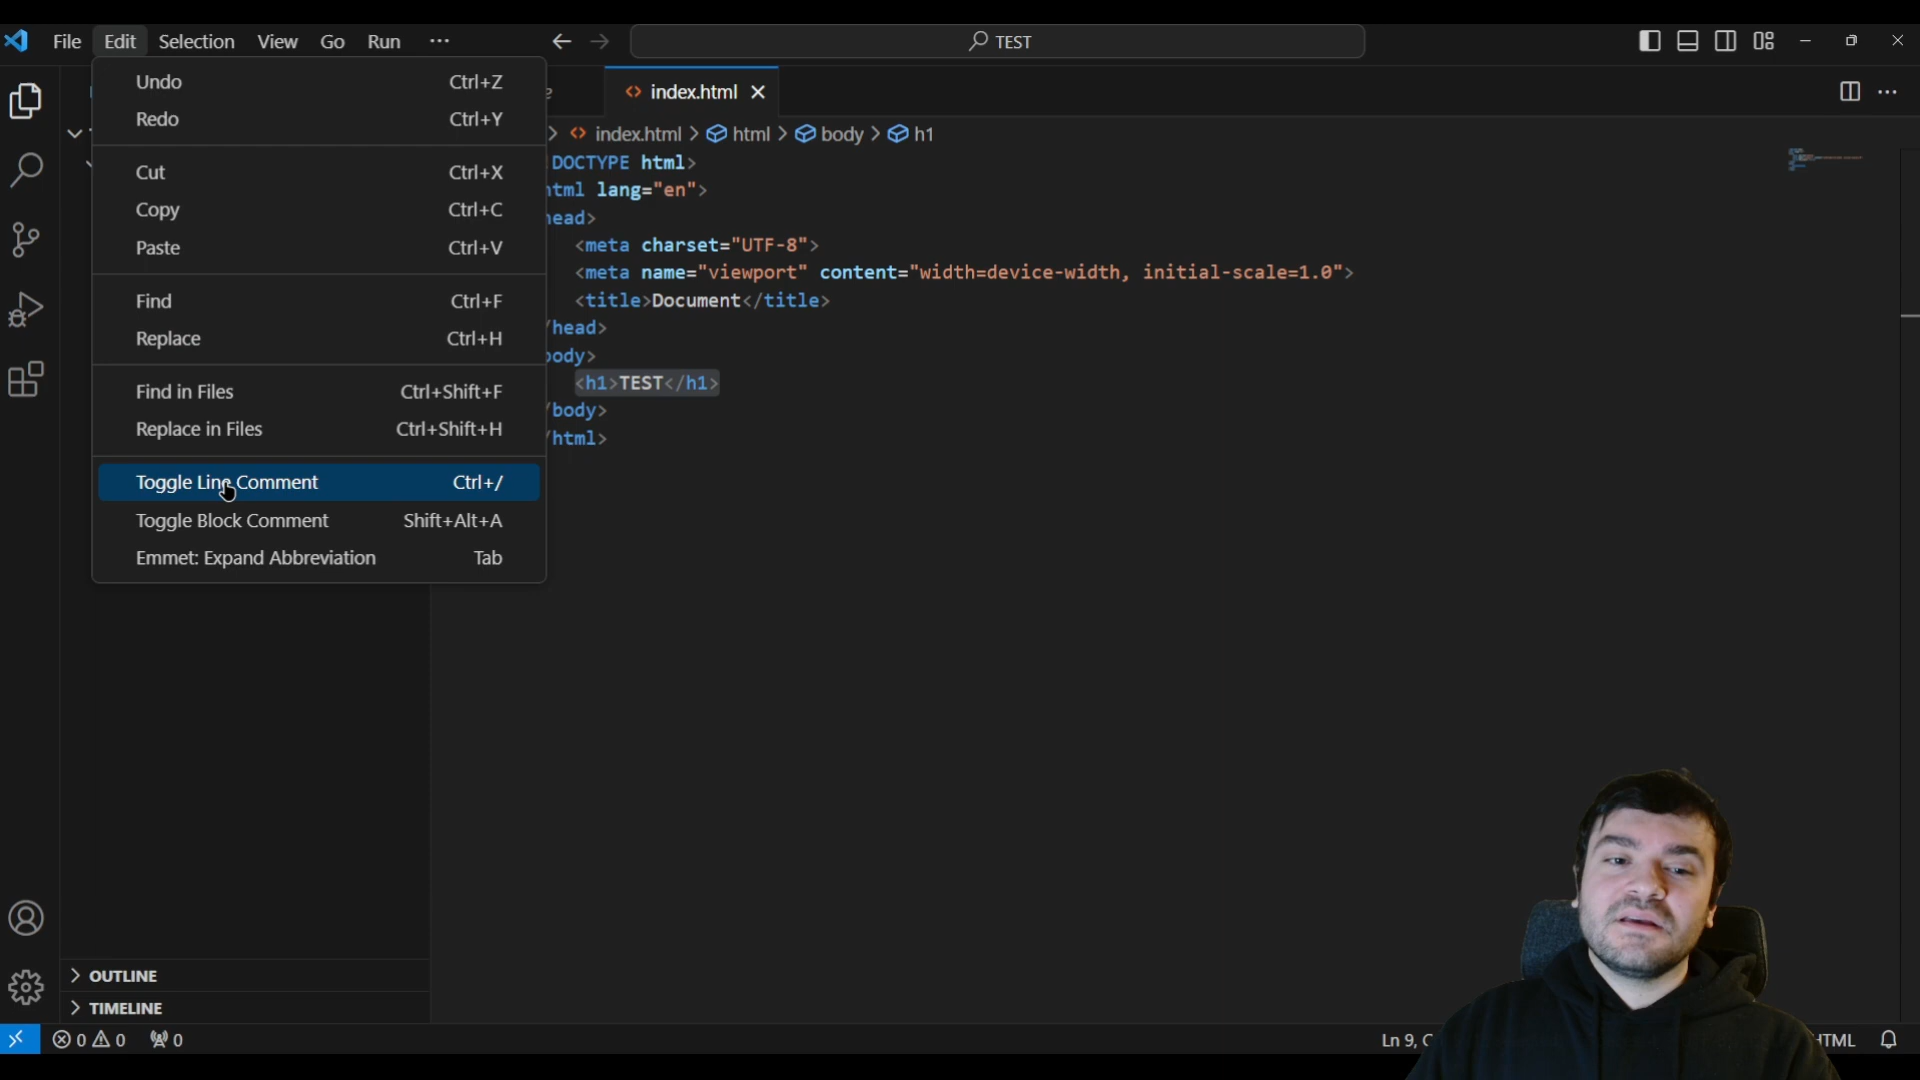 File Edit Selection View Go Run ··· TEST
Undo Ctrl+Z
Redo Ctrl+Y
Cut Ctrl+X
Copy Ctrl+C
Paste Ctrl+V
Find Ctrl+F
Replace Ctrl+H
Find in Files Ctrl+Shift+F
Replace in Files Ctrl+Shift+H
Toggle Line Comment Ctrl+/
Toggle Block Comment Shift+Alt+A
Emmet: Expand Abbreviation Tab
index.html
> <> index.html > html > body > h1
DOCTYPE html>
html lang="en">
head>
<meta charset="UTF-8">
<meta name="viewport" content="width=device-width, initial-scale=1.0">
<title>Document</title>
/head>
body>
<h1>TEST</h1>
/body>
/html>
OUTLINE
TIMELINE
0 0 0 Ln 9, C HTML